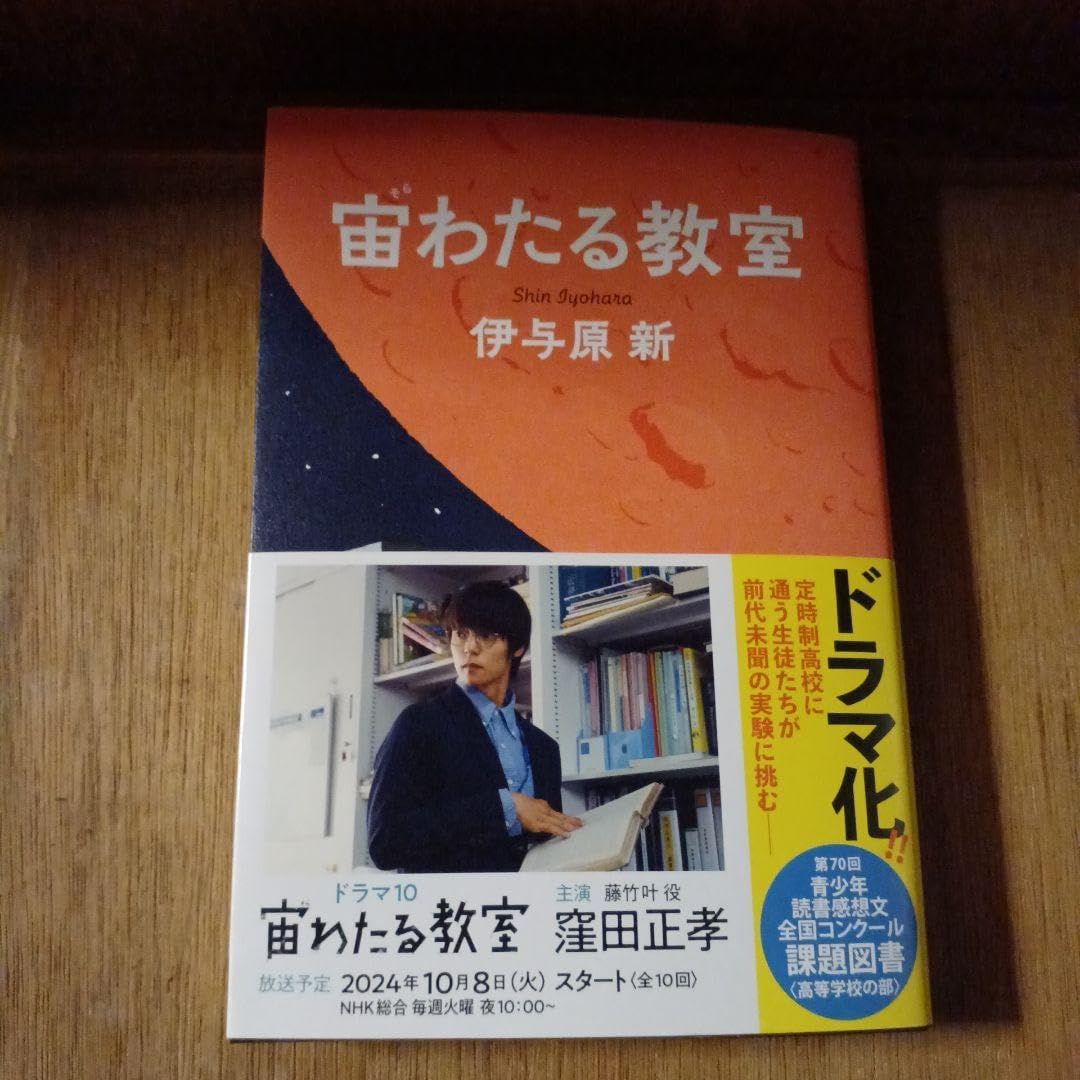 そら
宙わたる教室
Shin Iyohara
伊与原 新
ドラマ化!!
定時制高校に
通う生徒たちが
前代未聞の実験に挑む──
第70回
青少年
読書感想文
全国コンクール
課題図書
〈高等学校の部〉
ドラマ10
そら
宙わたる教室
主演 藤竹叶 役
窪田正孝
放送予定 2024年10月8日(火) スタート〈全10回〉
NHK総合 毎週火曜 夜10:00~